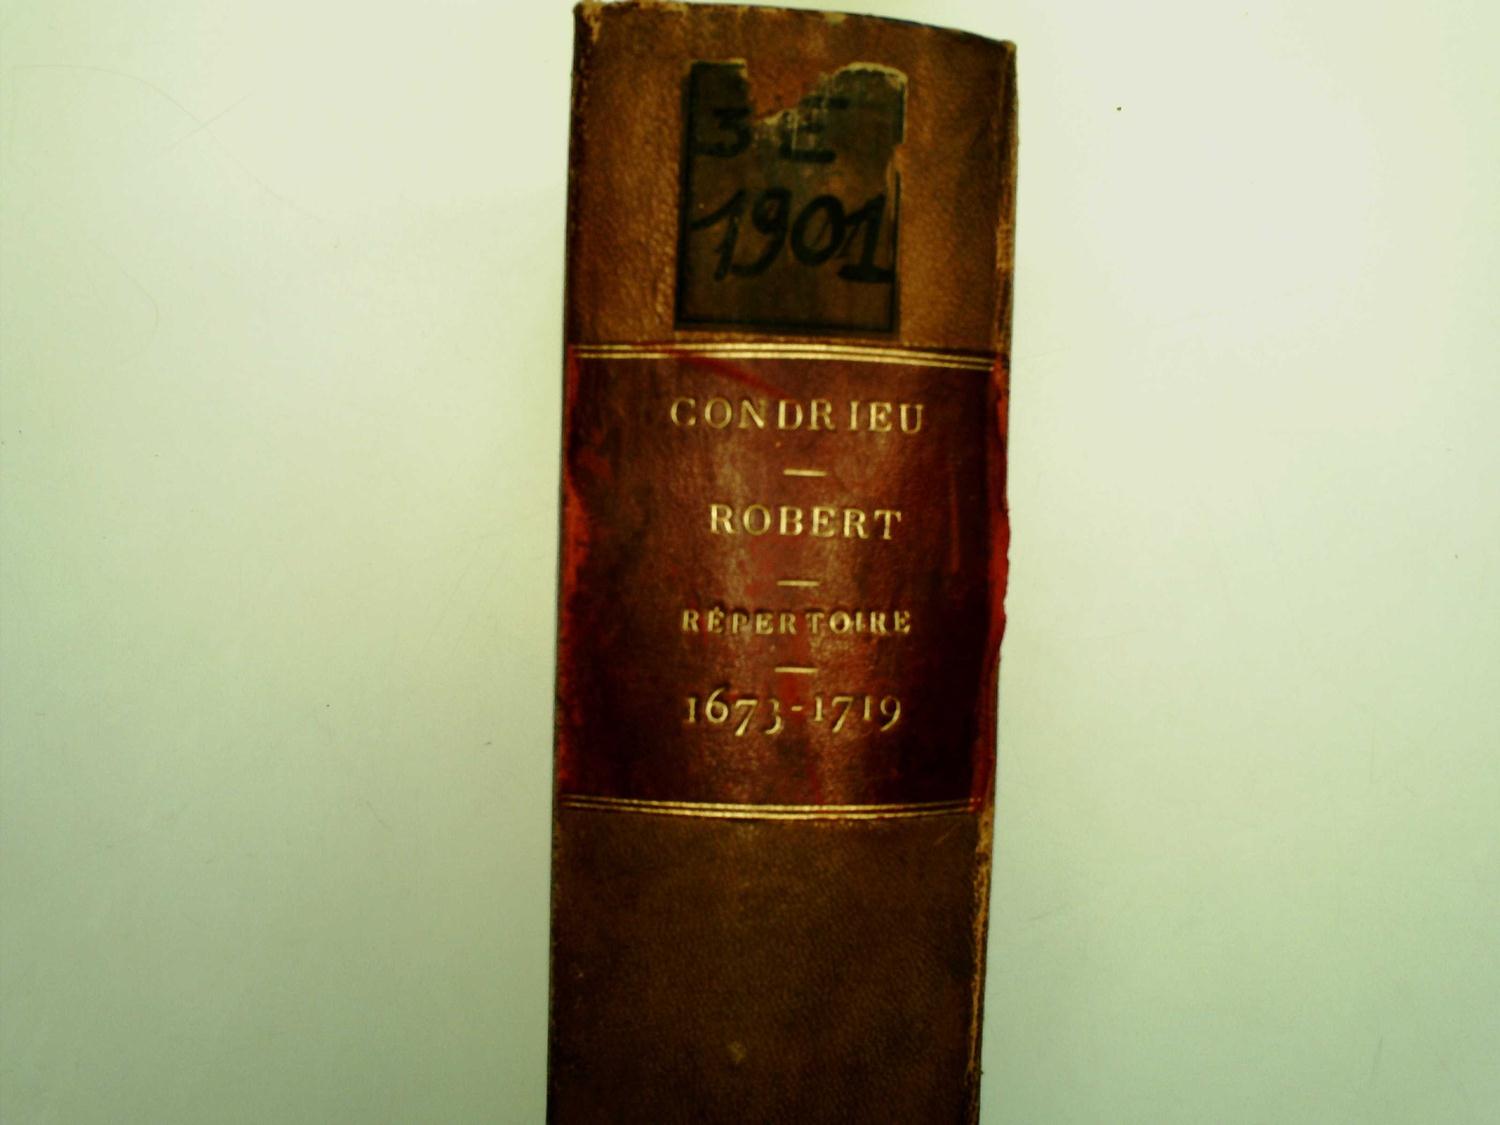 3 E
1901
CONDRIEU
—
ROBERT
—
RÉPERTOIRE
—
1673-1719